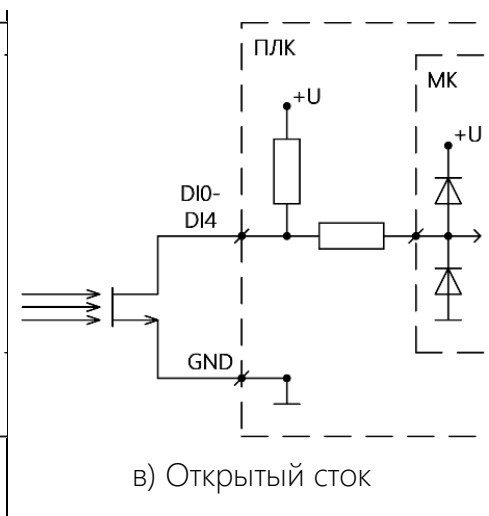 ПЛК
МК
+U
+U
DI0-
DI4
GND
в) Открытый сток